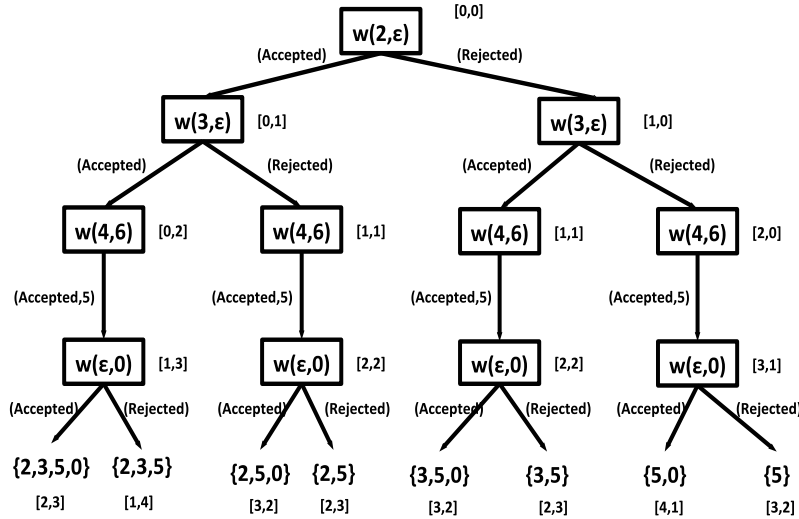 [0,0]
w(2,ε)
(Accepted) (Rejected)
w(3,ε) [0,1] w(3,ε) [1,0]
(Accepted) (Rejected) (Accepted) (Rejected)
w(4,6) [0,2] w(4,6) [1,1] w(4,6) [1,1] w(4,6) [2,0]
(Accepted,5) (Accepted,5) (Accepted,5) (Accepted,5)
w(ε,0) [1,3] w(ε,0) [2,2] w(ε,0) [2,2] w(ε,0) [3,1]
(Accepted) (Rejected) (Accepted) (Rejected) (Accepted) (Rejected) (Accepted) (Rejected)
{2,3,5,0} {2,3,5} {2,5,0} {2,5} {3,5,0} {3,5} {5,0} {5}
[2,3] [1,4] [3,2] [2,3] [3,2] [2,3] [4,1] [3,2]